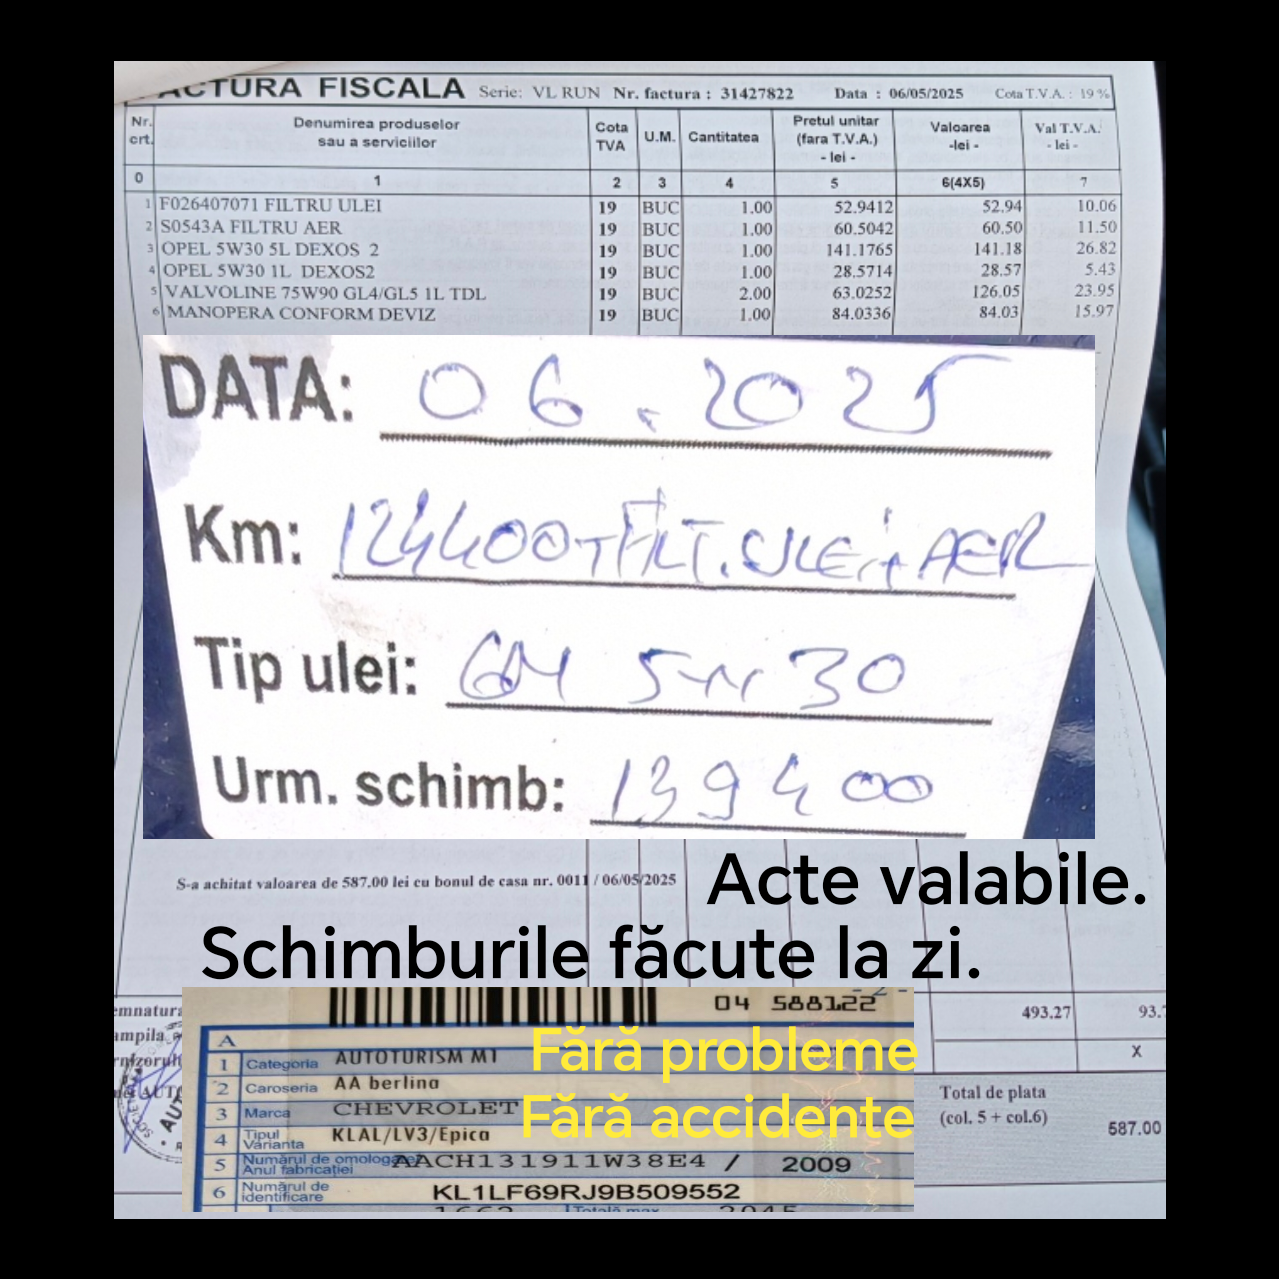 FACTURA FISCALA Serie: VL RUN Nr. factura : 31427822 Data : 06/05/2025 Cota T.V.A. : 19 %
Nr. crt. Denumirea produselor sau a serviciilor Cota TVA U.M. Cantitatea Pretul unitar (fara T.V.A.) - lei - Valoarea -lei - Val T.V.A. - lei -
0 1 2 3 4 5 6(4X5) 7
1 F026407071 FILTRU ULEI 19 BUC 1.00 52.9412 52.94 10.06
2 S0543A FILTRU AER 19 BUC 1.00 60.5042 60.50 11.50
3 OPEL 5W30 5L DEXOS 2 19 BUC 1.00 141.1765 141.18 26.82
4 OPEL 5W30 1L DEXOS2 19 BUC 1.00 28.5714 28.57 5.43
5 VALVOLINE 75W90 GL4/GL5 1L TDL 19 BUC 2.00 63.0252 126.05 23.95
6 MANOPERA CONFORM DEVIZ 19 BUC 1.00 84.0336 84.03 15.97
DATA: 06.2025
Km: 124400+FILT.ULEI+AER
Tip ulei: GM 5W30
Urm. schimb: 139400
S-a achitat valoarea de 587.00 lei cu bonul de casa nr. 0011 / 06/05/2025
Acte valabile.
Schimburile făcute la zi.
04 588122
493.27
X
Total de plata
(col. 5 + col.6)
587.00
A
1 Categoria AUTOTURISM M1
Fără probleme
2 Caroseria AA berlina
3 Marca CHEVROLET
Fără accidente
4 Tipul Varianta KLAL/LV3/Epica
5 Numărul de omologare Anul fabricației AACH131911W38E4 / 2009
6 Numărul de identificare KL1LF69RJ9B509552